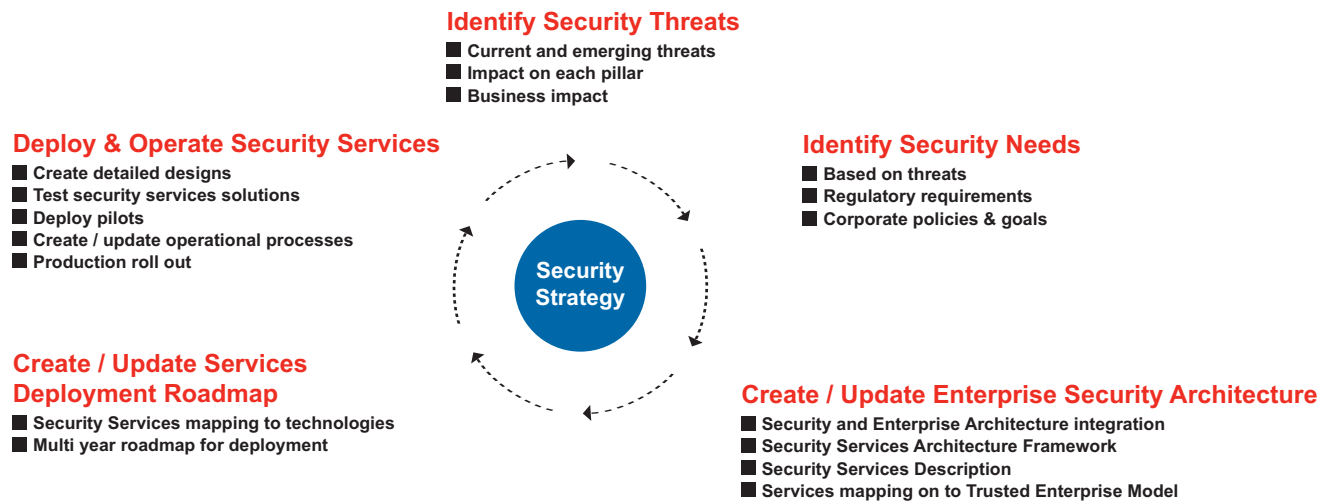 Identify Security Threats
Current and emerging threats
Impact on each pillar
Business impact
Deploy & Operate Security Services
Create detailed designs
Test security services solutions
Deploy pilots
Create / update operational processes
Production roll out
Identify Security Needs
Based on threats
Regulatory requirements
Corporate policies & goals
Security
Strategy
Create / Update Services
Deployment Roadmap
Security Services mapping to technologies
Multi year roadmap for deployment
Create / Update Enterprise Security Architecture
Security and Enterprise Architecture integration
Security Services Architecture Framework
Security Services Description
Services mapping on to Trusted Enterprise Model